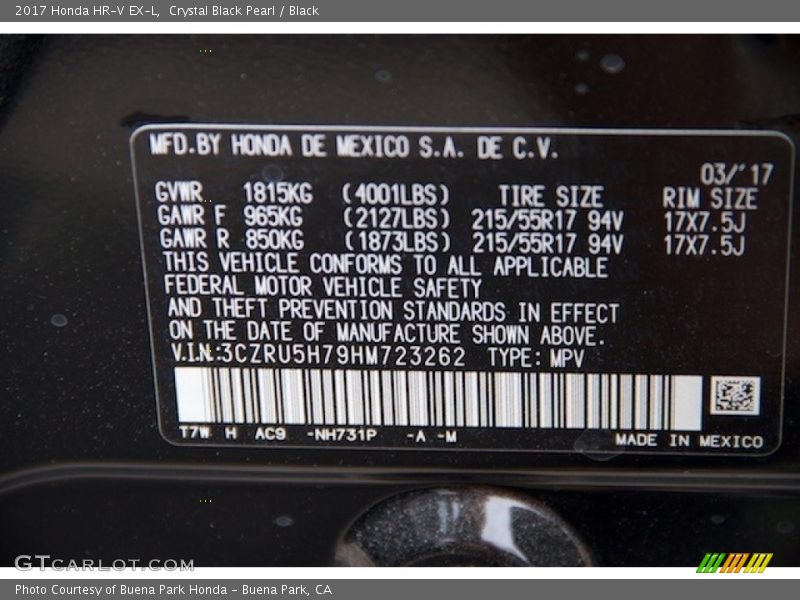 2017 Honda HR-V EX-L, Crystal Black Pearl / Black
MFD.BY HONDA DE MEXICO S.A. DE C.V.
03/'17
GVWR 1815KG (4001LBS) TIRE SIZE RIM SIZE
GAWR F 965KG (2127LBS) 215/55R17 94V 17X7.5J
GAWR R 850KG (1873LBS) 215/55R17 94V 17X7.5J
THIS VEHICLE CONFORMS TO ALL APPLICABLE
FEDERAL MOTOR VEHICLE SAFETY
AND THEFT PREVENTION STANDARDS IN EFFECT
ON THE DATE OF MANUFACTURE SHOWN ABOVE.
V.I.N.:3CZRU5H79HM723262 TYPE: MPV
T7W H AC9 -NH731P -A -M
MADE IN MEXICO
GTCARLOT.COM
Photo Courtesy of Buena Park Honda - Buena Park, CA